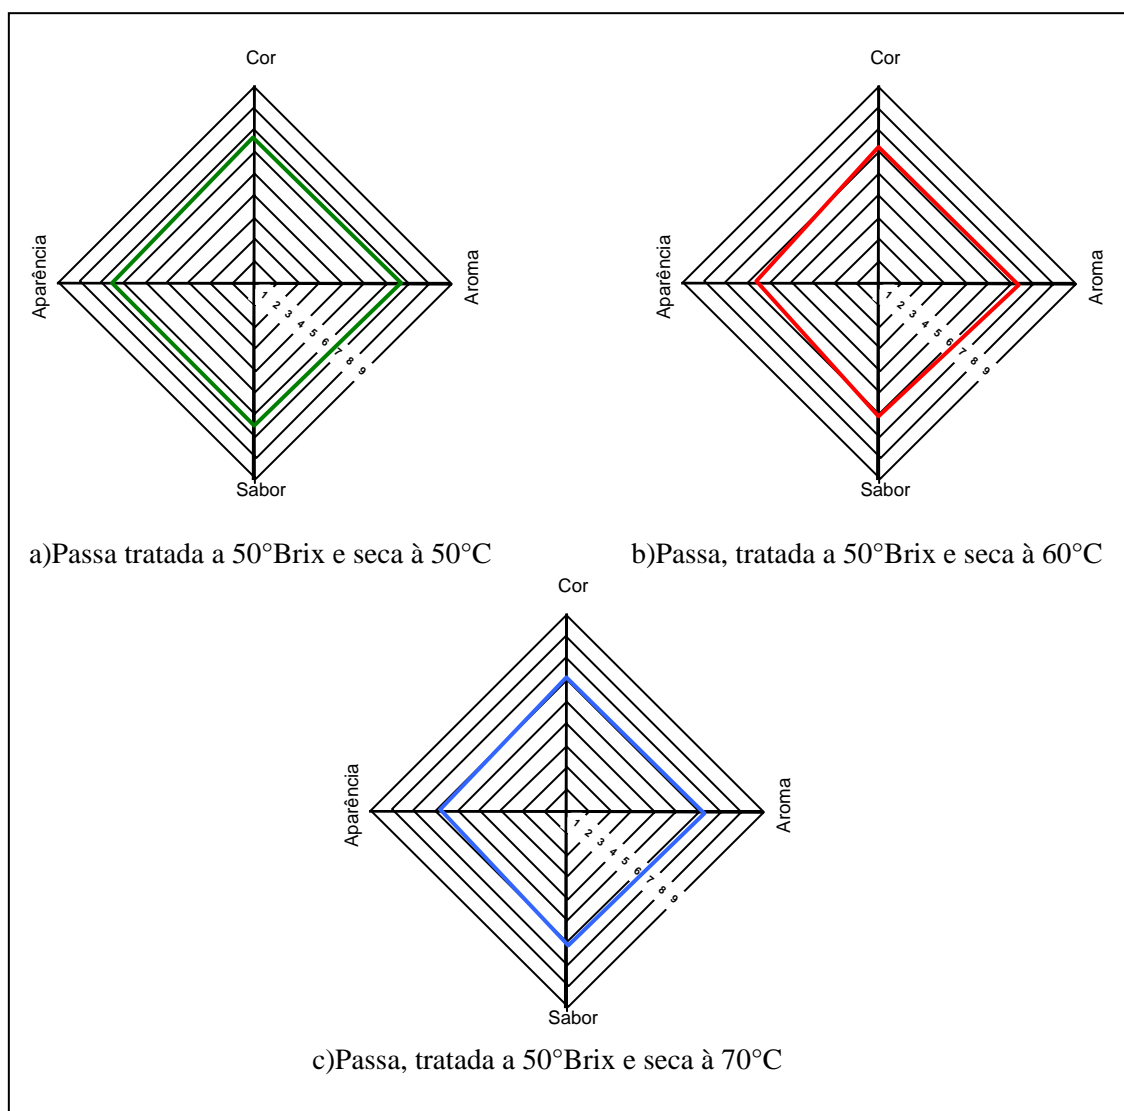 Cor
Aparência
Aroma
1 2 3 4 5 6 7 8 9
Sabor
a)Passa tratada a 50°Brix e seca à 50°C
Cor
Aparência
Aroma
1 2 3 4 5 6 7 8 9
Sabor
b)Passa, tratada a 50°Brix e seca à 60°C
Cor
Aparência
Aroma
1 2 3 4 5 6 7 8 9
Sabor
c)Passa, tratada a 50°Brix e seca à 70°C